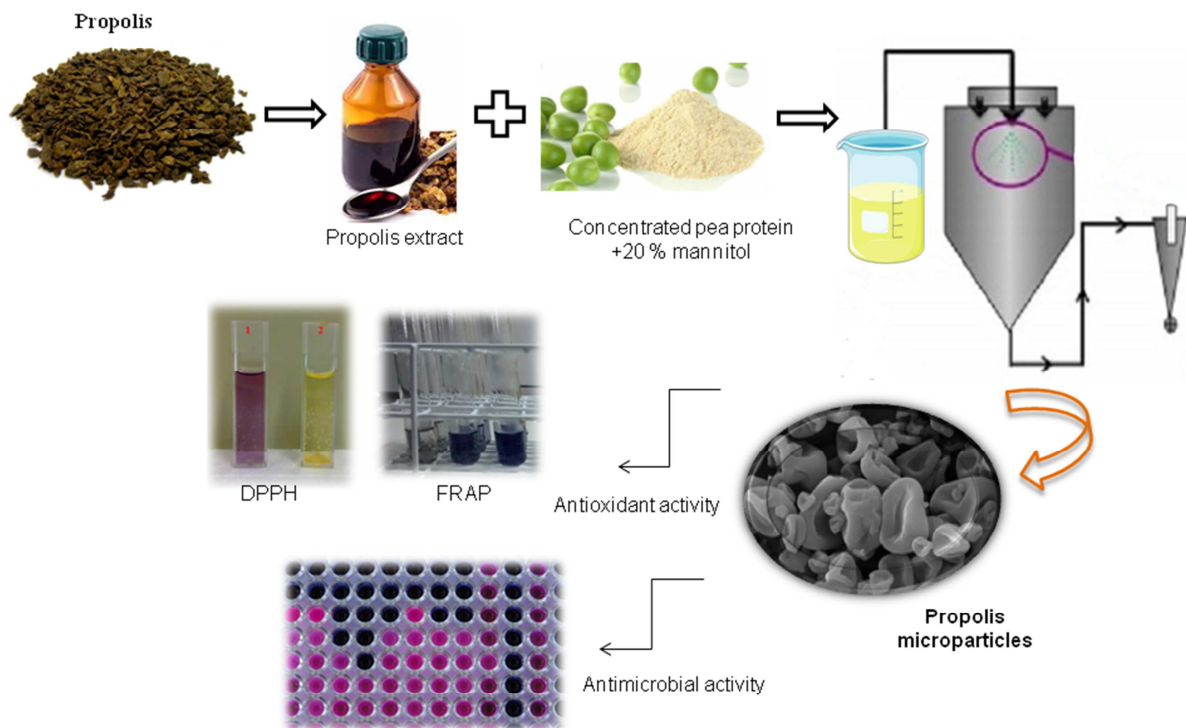 Propolis
Propolis extract
Concentrated pea protein
+20 % mannitol
1
2
DPPH
FRAP
Antioxidant activity
Propolis
microparticles
Antimicrobial activity